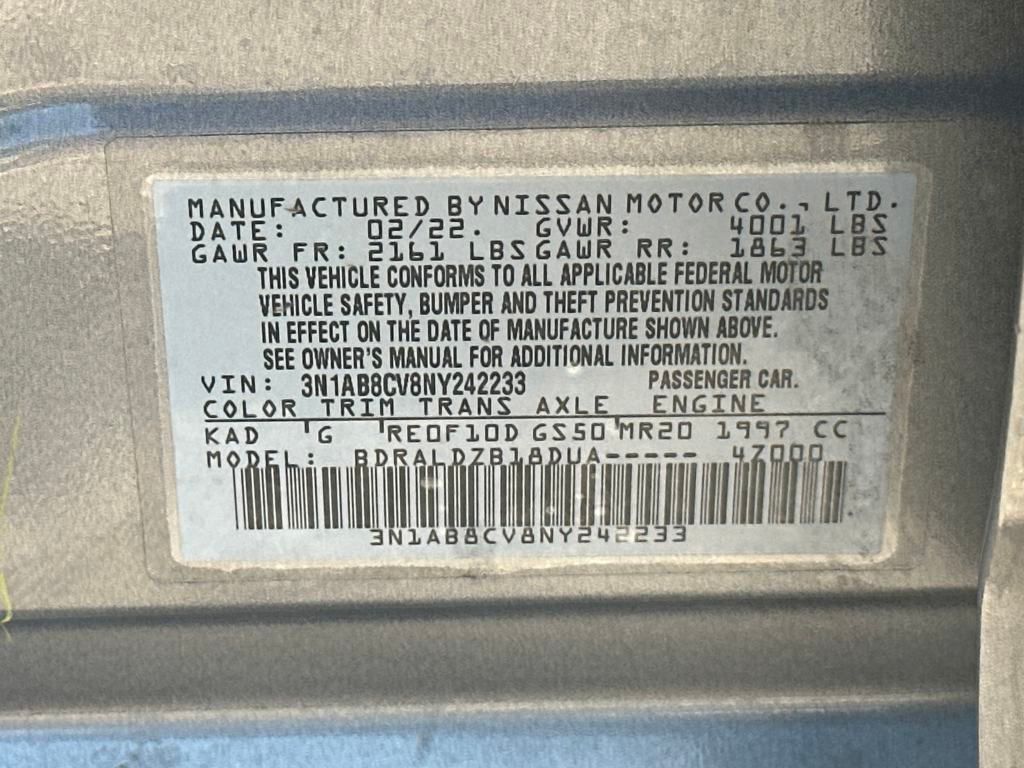 MANUFACTURED BY NISSAN MOTOR CO., LTD.
DATE: 02/22. GVWR: 4001 LBS
GAWR FR: 2161 LBS GAWR RR: 1863 LBS
THIS VEHICLE CONFORMS TO ALL APPLICABLE FEDERAL MOTOR
VEHICLE SAFETY, BUMPER AND THEFT PREVENTION STANDARDS
IN EFFECT ON THE DATE OF MANUFACTURE SHOWN ABOVE.
SEE OWNER'S MANUAL FOR ADDITIONAL INFORMATION.
VIN: 3N1AB8CV8NY242233 PASSENGER CAR.
COLOR TRIM TRANS AXLE ENGINE
KAD G RE0F10D GS50 MR20 1997 CC
MODEL: BDRALDZB18DUA----- 47000
3N1AB8CV8NY242233